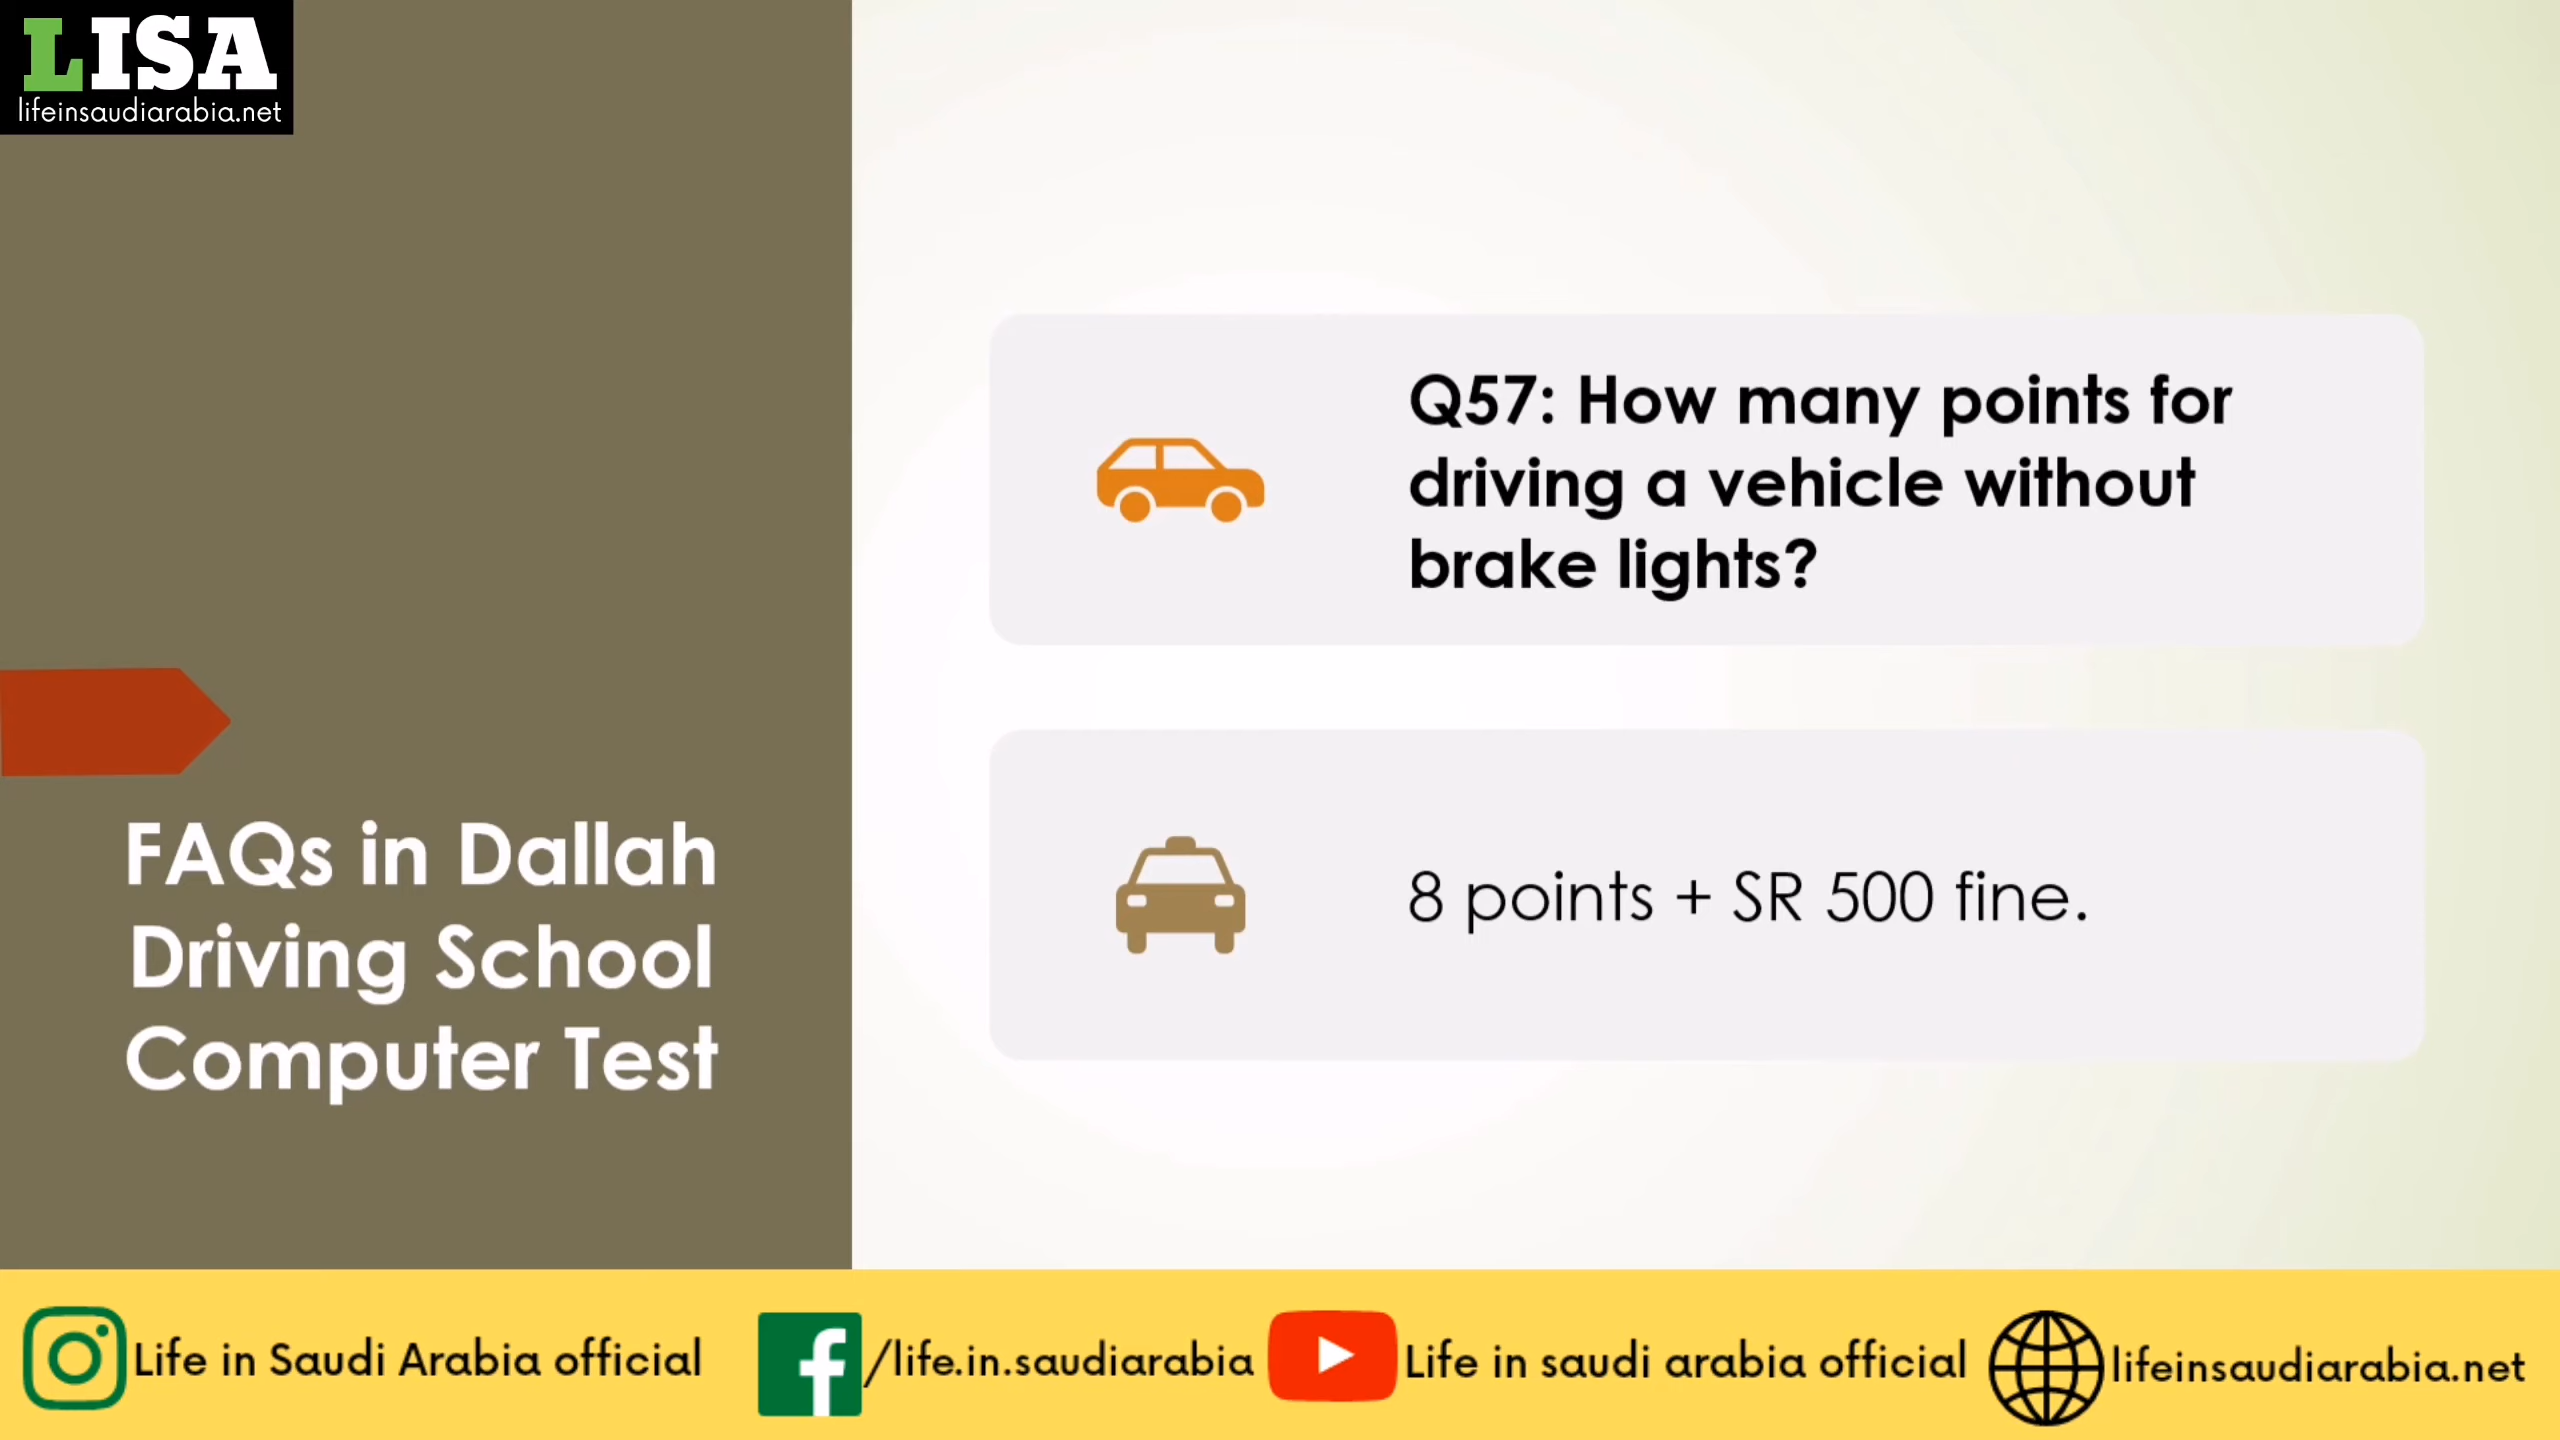 LISA
lifeinsaudiarabia.net
FAQs in Dallah
Driving School
Computer Test
Q57: How many points for
driving a vehicle without
brake lights?
8 points + SR 500 fine.
Life in Saudi Arabia official
/life.in.saudiarabia
Life in saudi arabia official
lifeinsaudiarabia.net